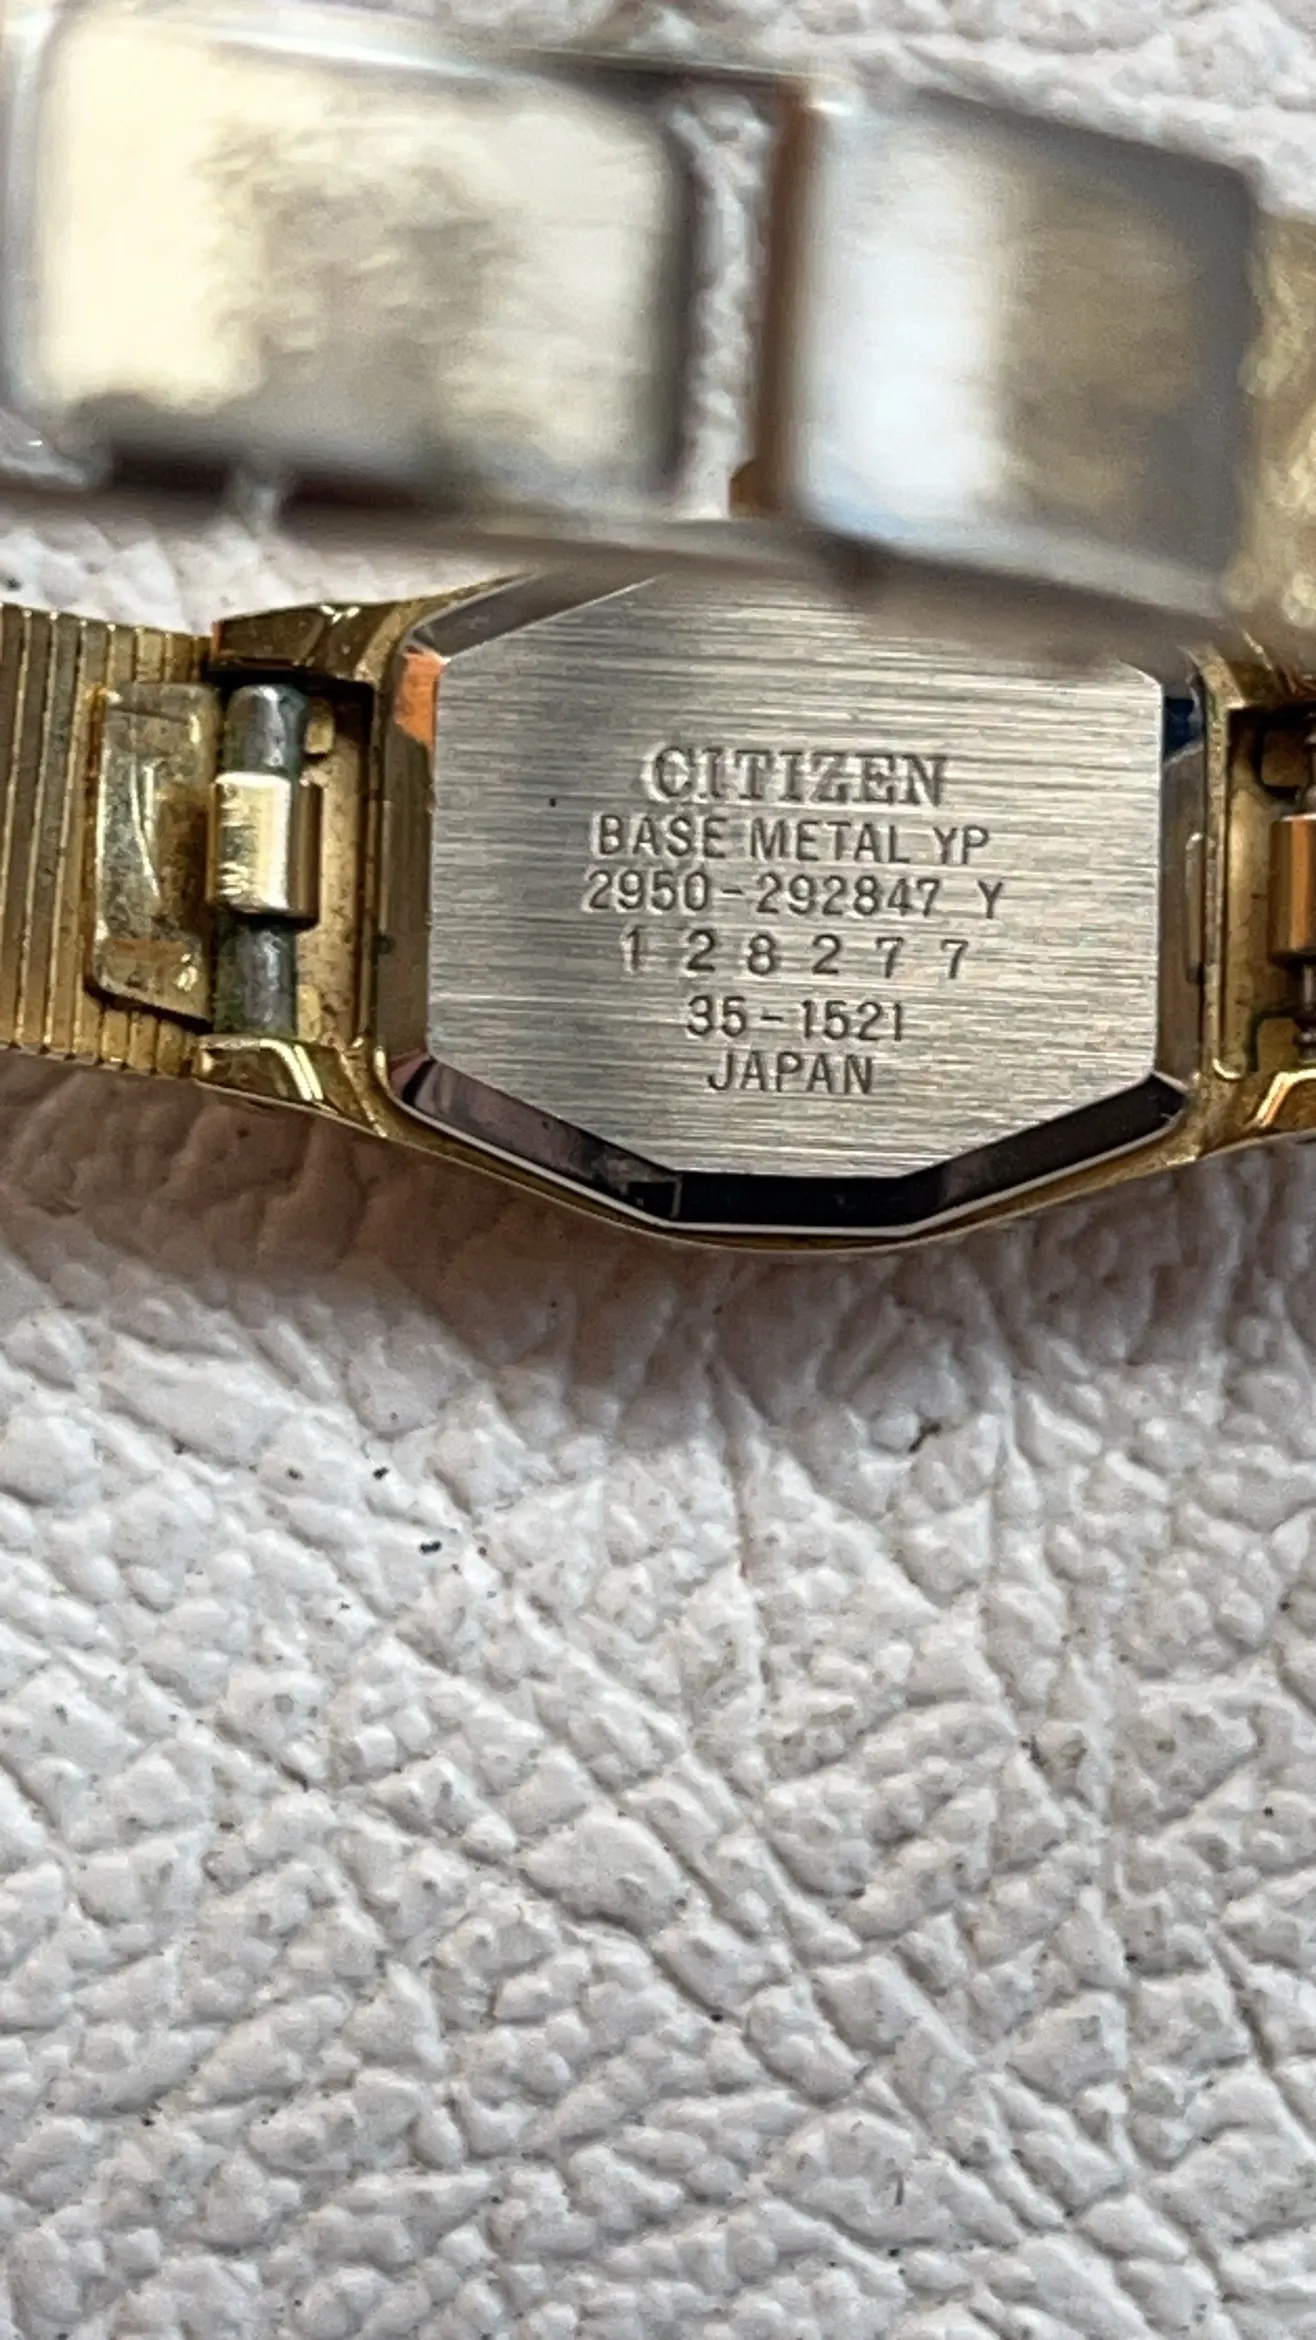 CITIZEN
BASE METAL YP
2950-292847 Y
1 2 8 2 7 7
35-1521
JAPAN